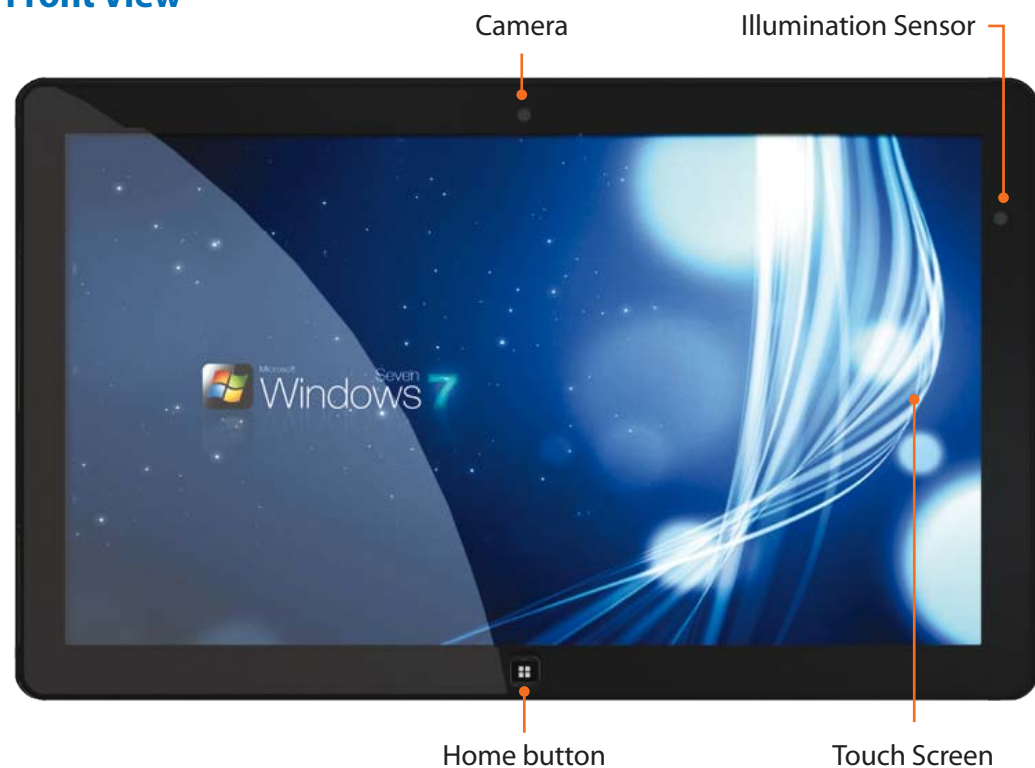 Front View
Camera
Illumination Sensor
Microsoft
Seven
Windows 7
Home button
Touch Screen